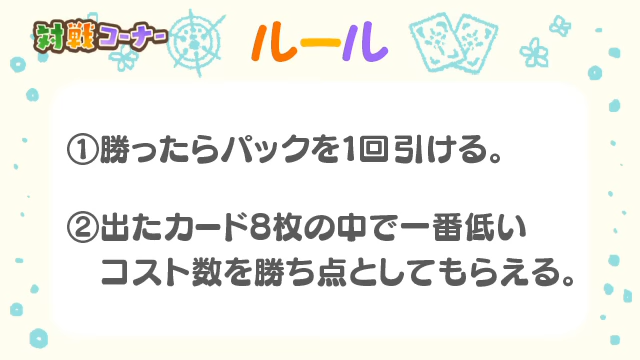 対戦コーナー
ルール
①勝ったらパックを1回引ける。
②出たカード8枚の中で一番低い
コスト数を勝ち点としてもらえる。